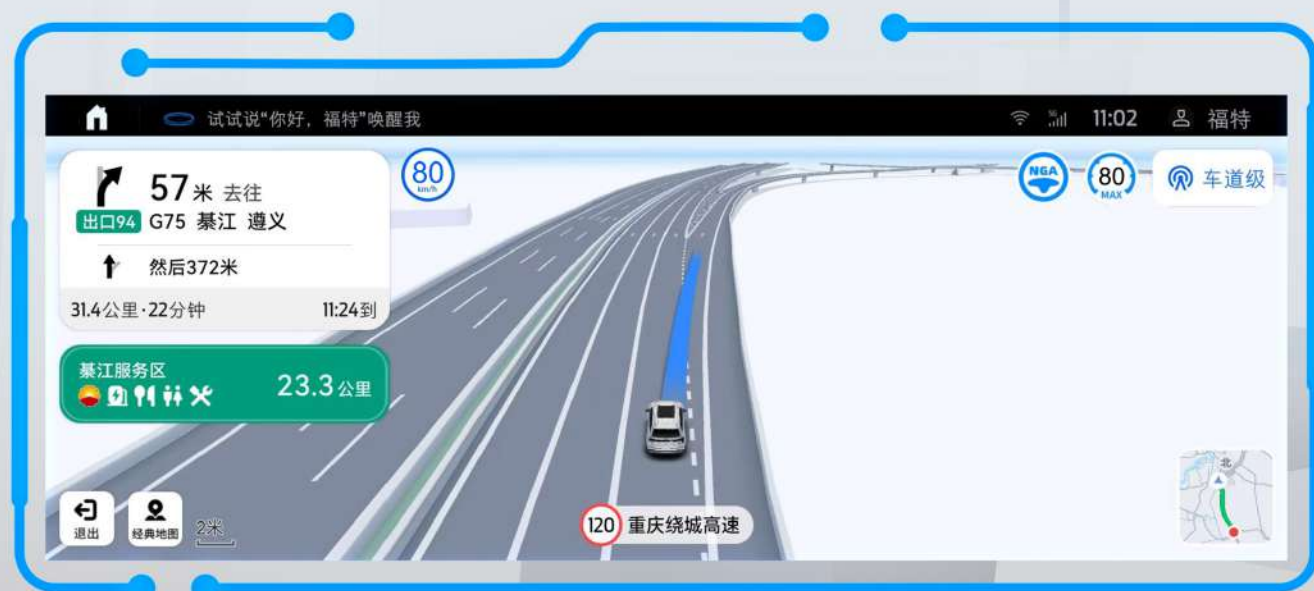 试试说“你好，福特”唤醒我
11:02
福特
57米 去往
出口94 G75 綦江 遵义
然后372米
31.4公里·22分钟
11:24到
80
km/h
NGA
80
MAX
车道级
綦江服务区
23.3公里
退出
经典地图
2米
120 重庆绕城高速
北